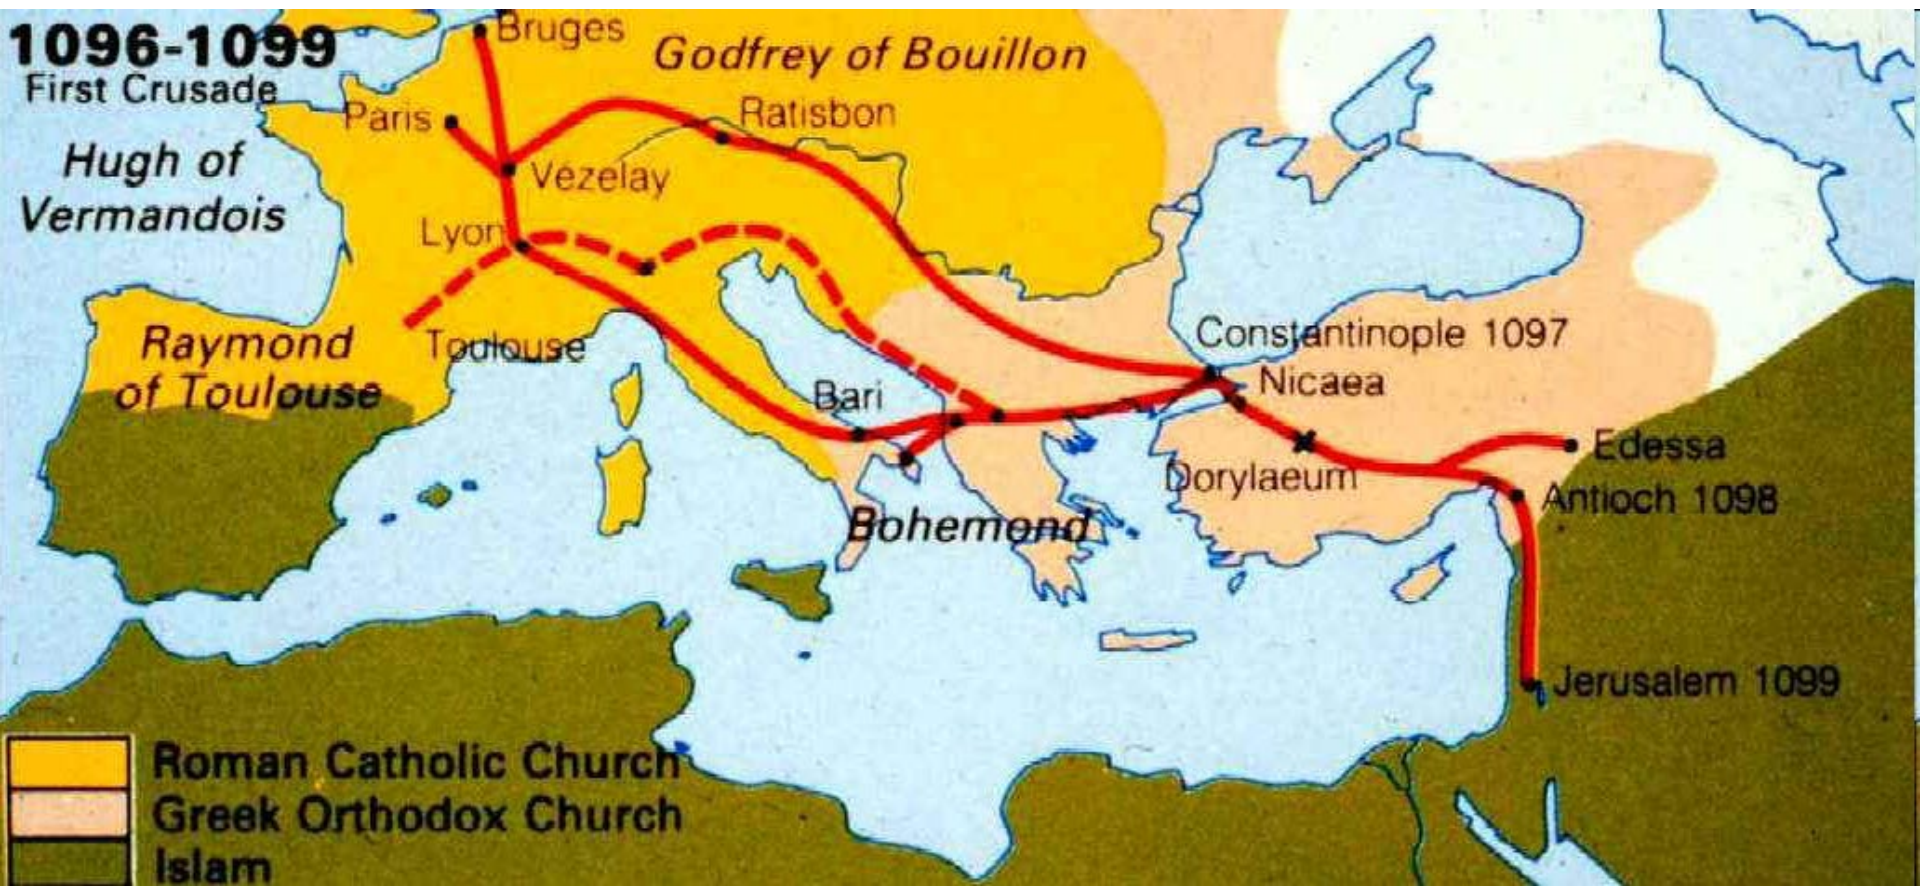 1096-1099
First Crusade
Bruges
Godfrey of Bouillon
Paris
Ratisbon
Hugh of
Vermandois
Vézelay
Lyon
Raymond
of Toulouse
Toulouse
Constantinople 1097
Nicaea
Bari
Dorylaeum
Edessa
Antioch 1098
Bohemond
Jerusalem 1099
Roman Catholic Church
Greek Orthodox Church
Islam